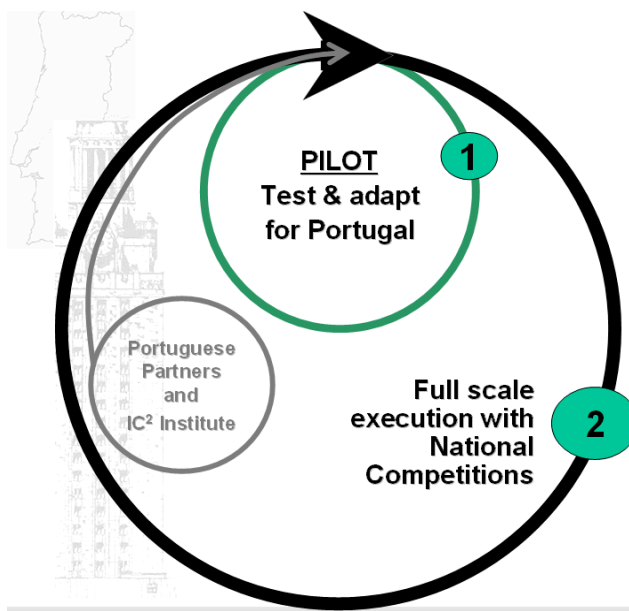 PILOT
Test & adapt
for Portugal
1
Portuguese
Partners
and
IC² Institute
Full scale
execution with
National
Competitions
2